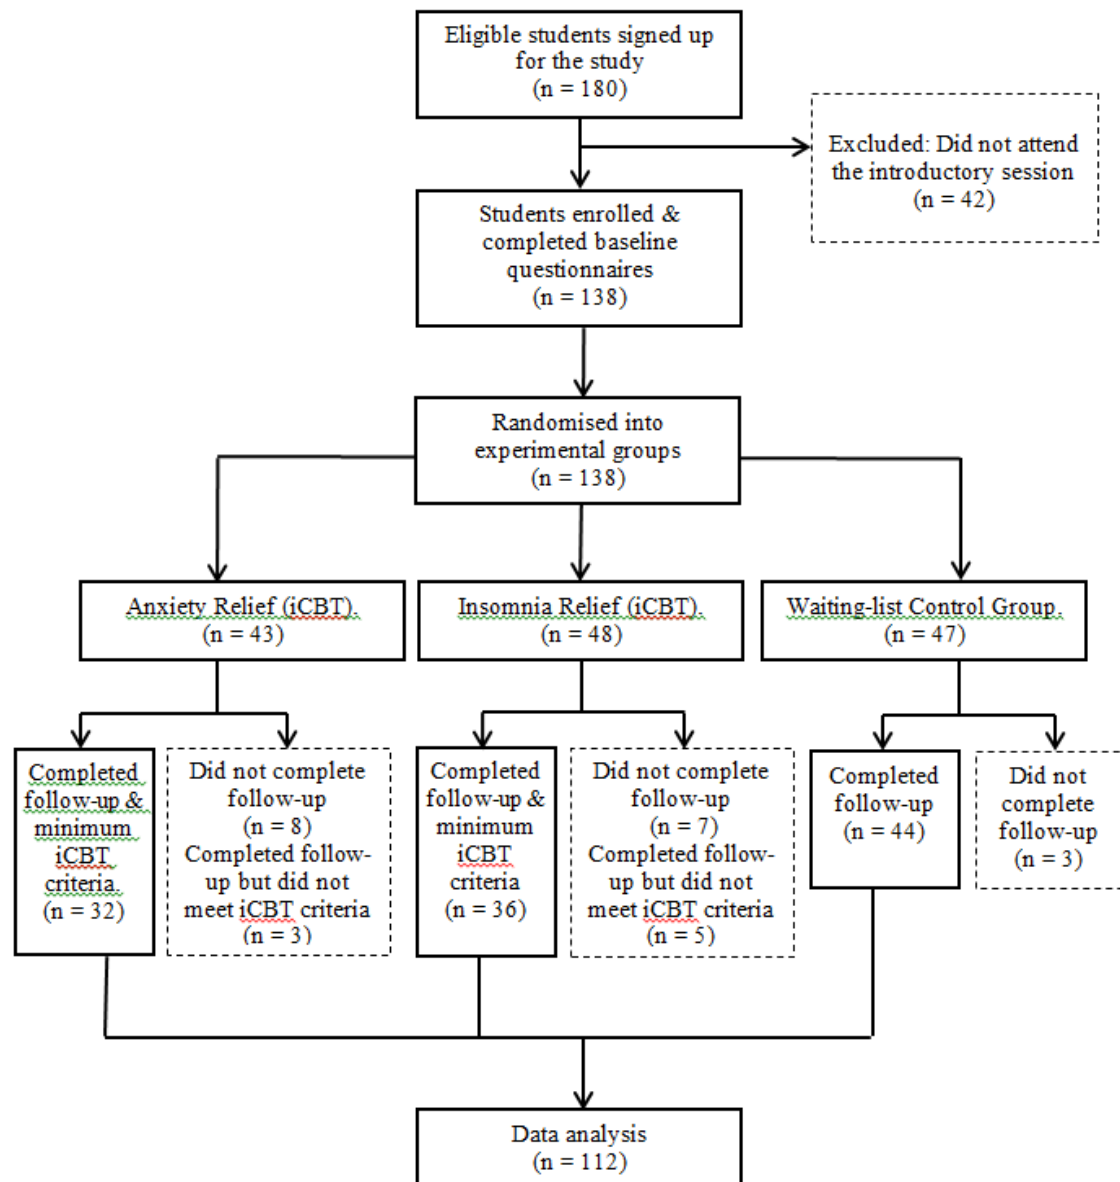 Eligible students signed up
for the study
(n = 180)
Excluded: Did not attend
the introductory session
(n = 42)
Students enrolled &
completed baseline
questionnaires
(n = 138)
Randomised into
experimental groups
(n = 138)
Anxiety Relief (iCBT).
(n = 43)
Insomnia Relief (iCBT).
(n = 48)
Waiting-list Control Group.
(n = 47)
Completed
follow-up &
minimum
iCBT
criteria.
(n = 32)
Did not complete
follow-up
(n = 8)
Completed follow-
up but did not
meet iCBT criteria
(n = 3)
Completed
follow-up &
minimum
iCBT
criteria
(n = 36)
Did not complete
follow-up
(n = 7)
Completed follow-
up but did not
meet iCBT criteria
(n = 5)
Completed
follow-up
(n = 44)
Did not
complete
follow-up
(n = 3)
Data analysis
(n = 112)